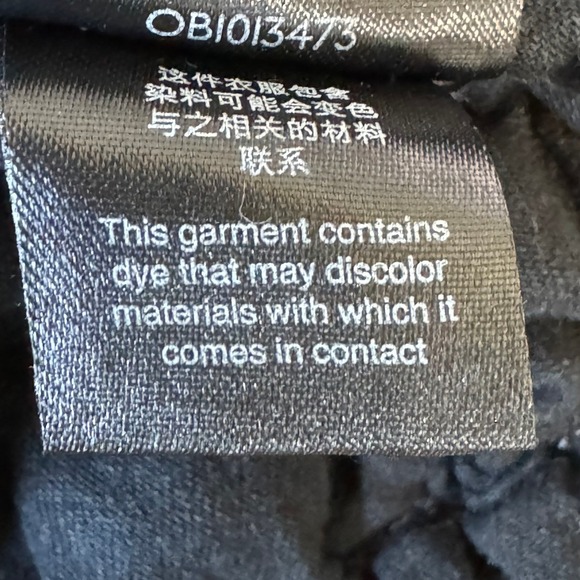 OB1013473
这件衣服包含
染料可能会变色
与之相关的材料
联系
This garment contains
dye that may discolor
materials with which it
comes in contact